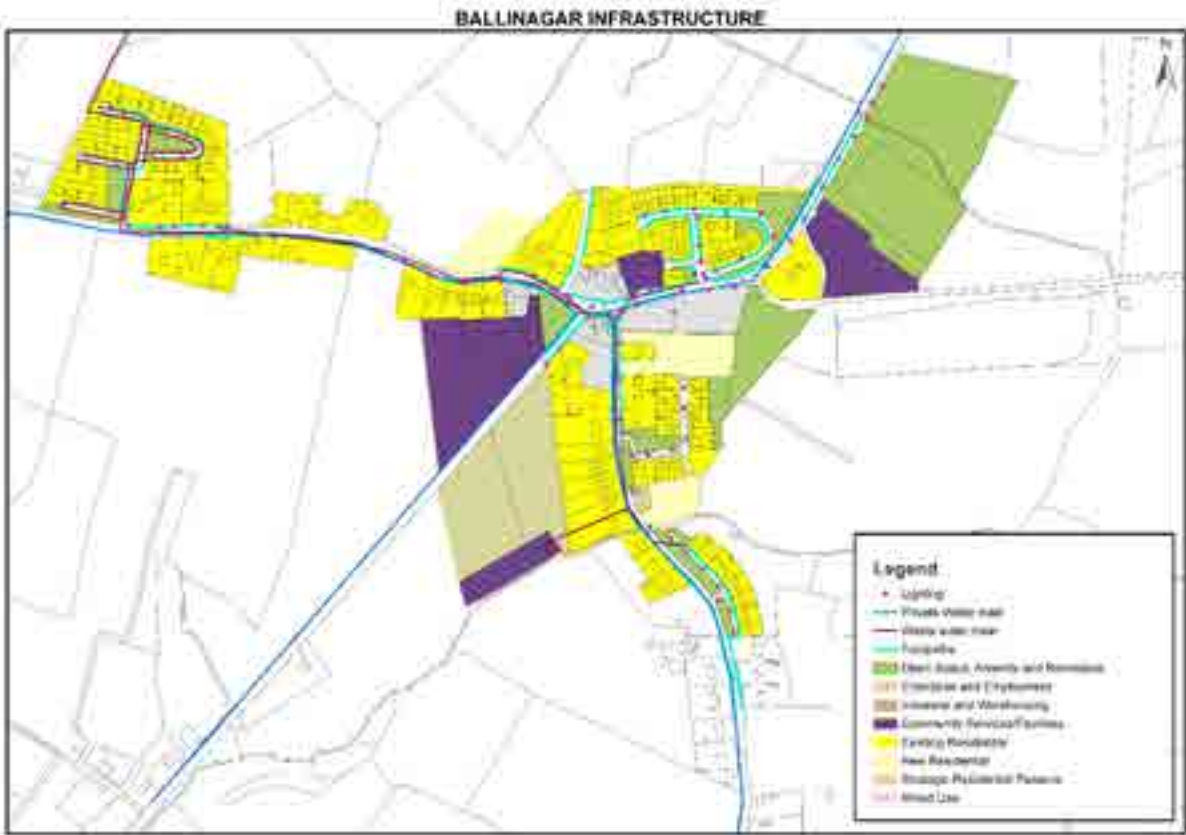 BALLINAGAR INFRASTRUCTURE
N
Legend
Lighting
Private Water main
Waste water main
Footpaths
Open Space, Amenity and Recreation
Enterprise and Employment
Industrial and Warehousing
Community Services/Facilities
Existing Residential
New Residential
Strategic Residential Reserve
Mixed Use